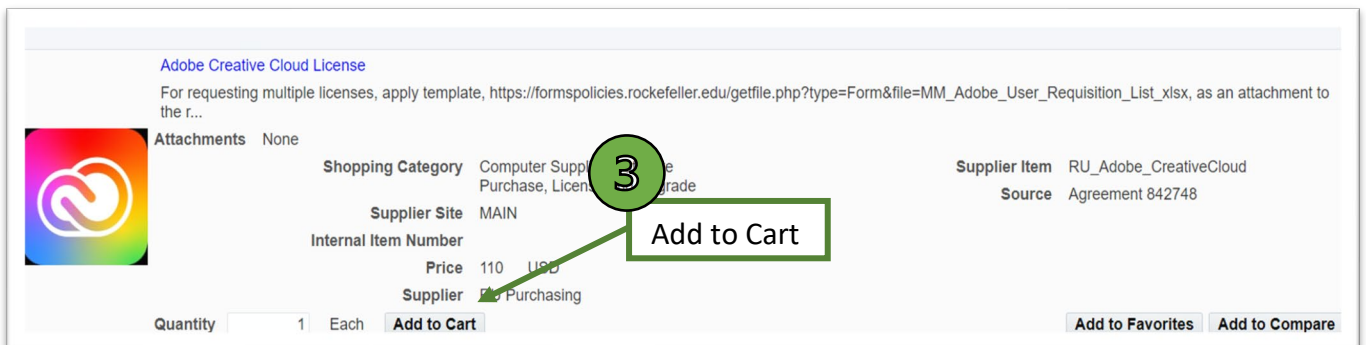 Adobe Creative Cloud License
For requesting multiple licenses, apply template, https://formspolicies.rockefeller.edu/getfile.php?type=Form&file=MM_Adobe_User_Requisition_List_xlsx, as an attachment to
the r...
Attachments None
Shopping Category Computer
Purchase,
3
Supplier Item RU_Adobe_CreativeCloud
Source Agreement 842748
Supplier Site MAIN
Add to Cart
Internal Item Number
Price 110 USD
Supplier Purchasing
Quantity 1 Each Add to Cart Add to Favorites Add to Compare